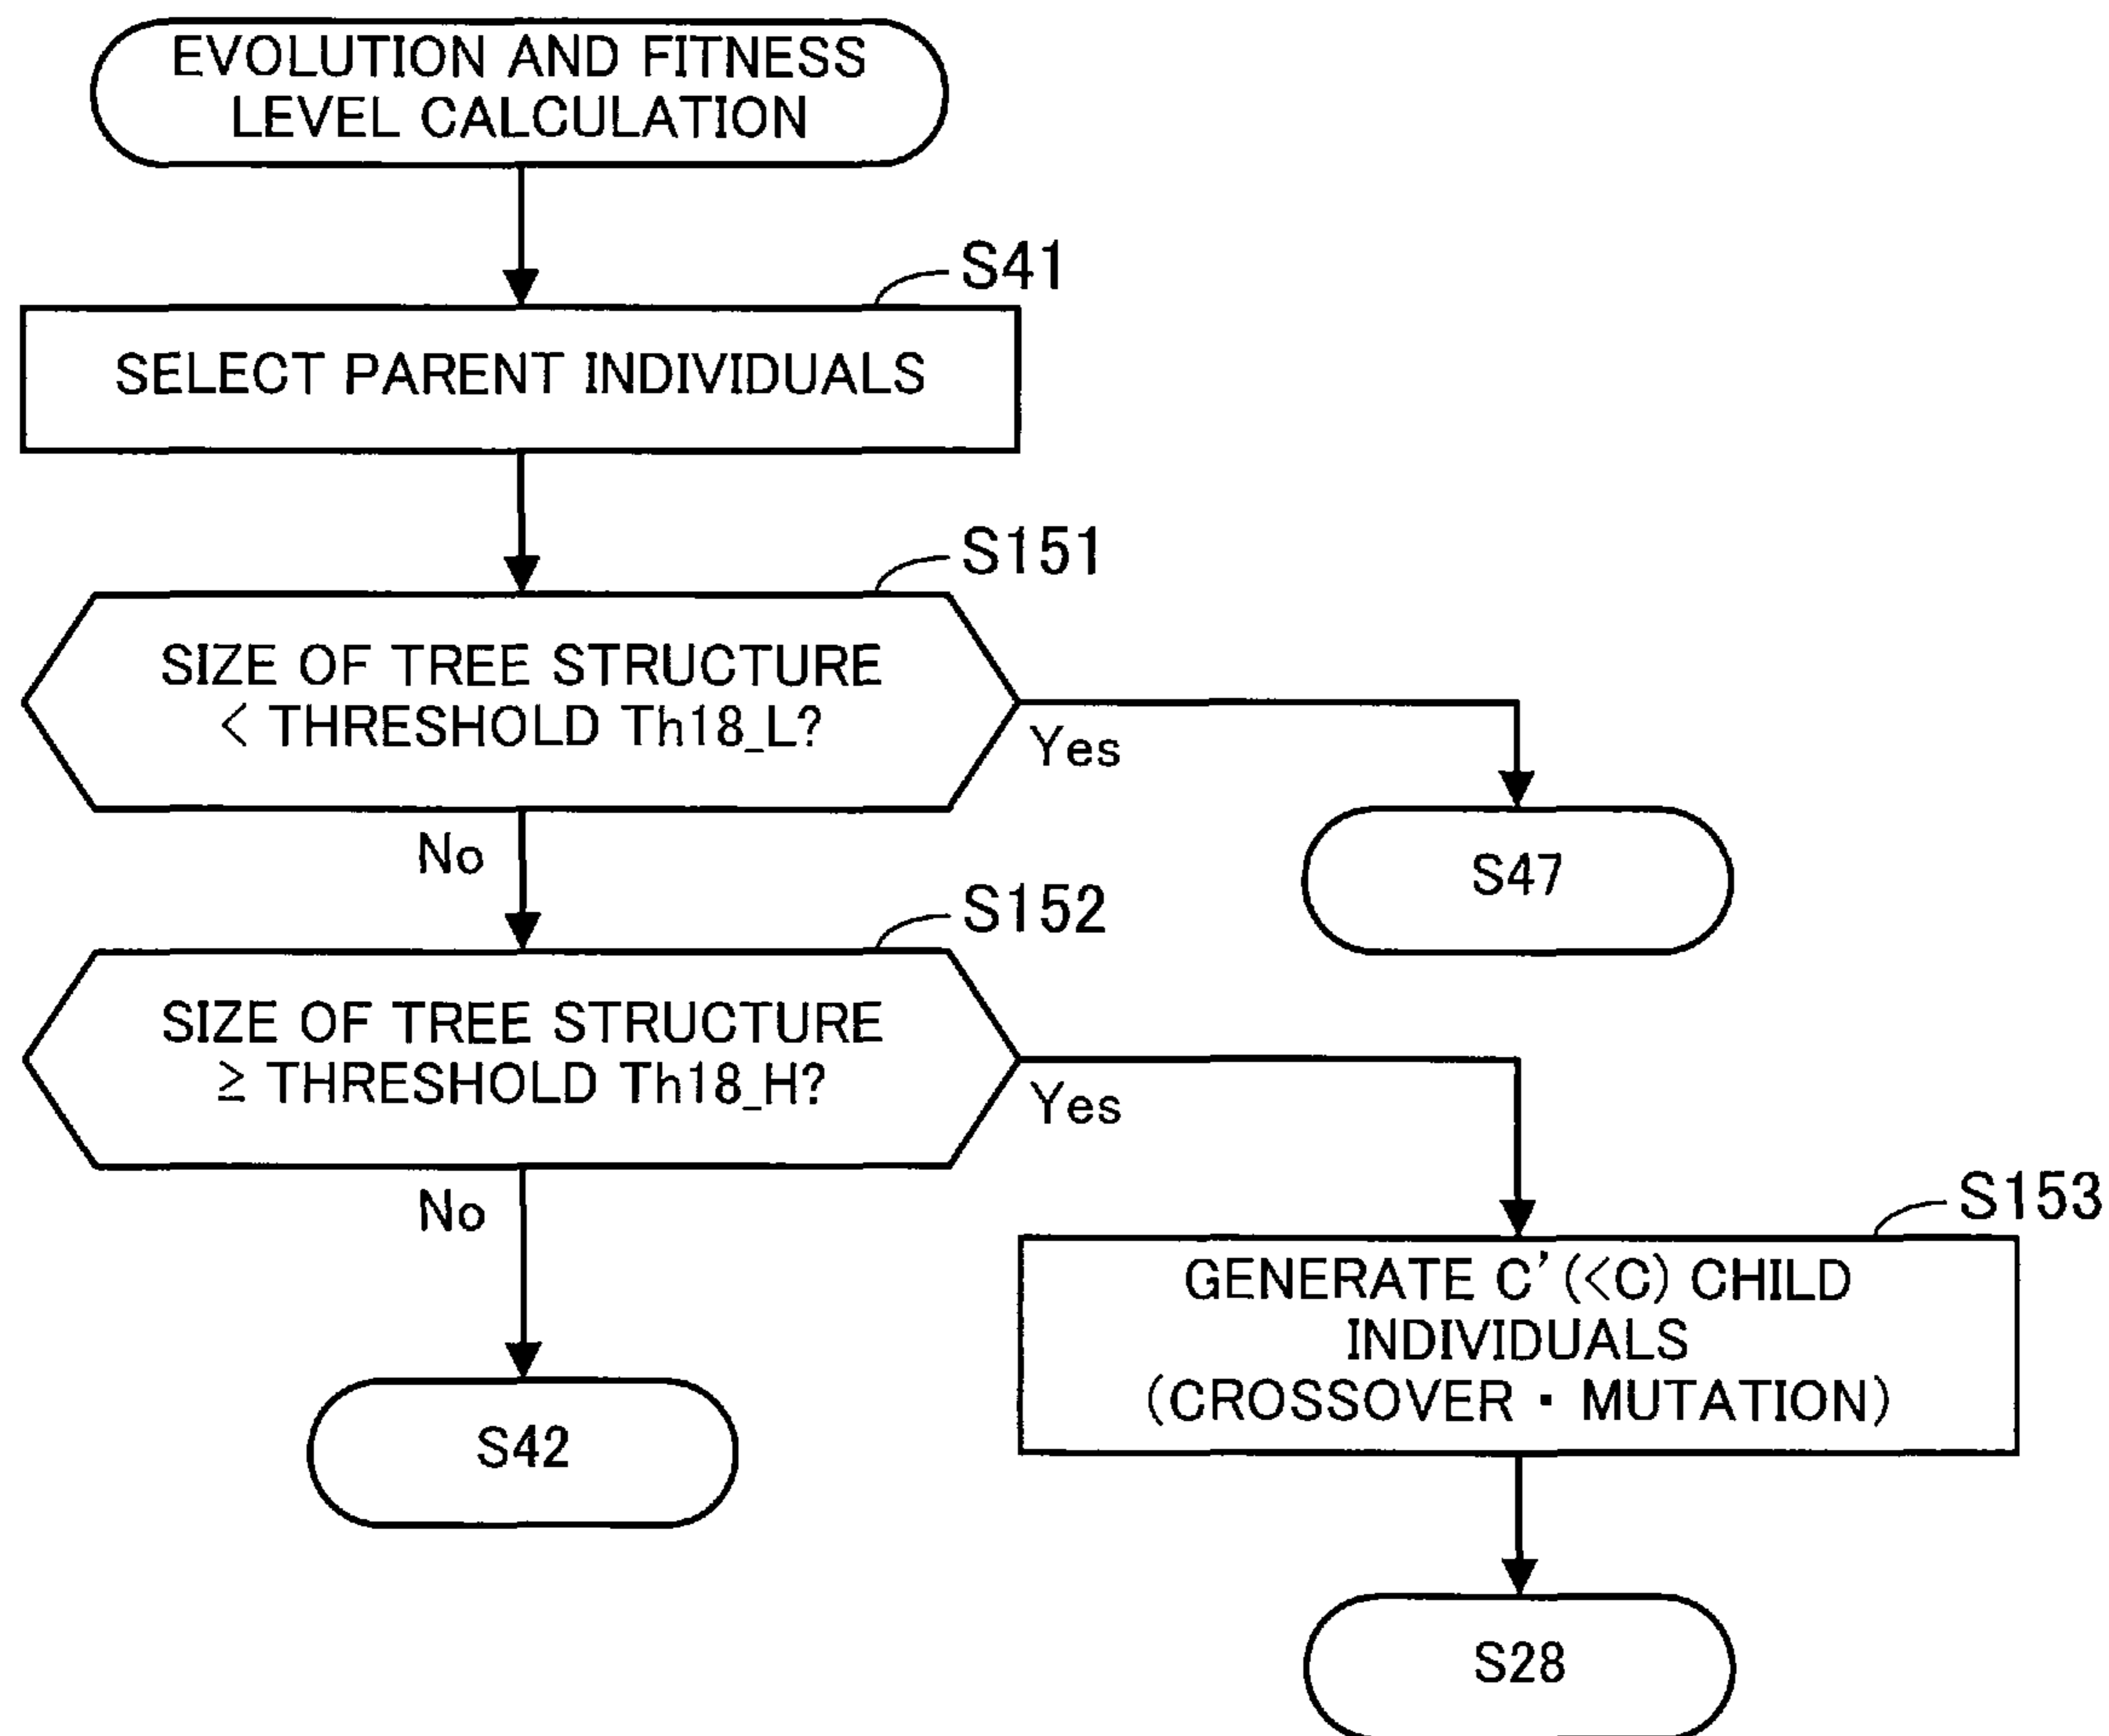 EVOLUTION AND FITNESS
LEVEL CALCULATION
S41
SELECT PARENT INDIVIDUALS
S151
SIZE OF TREE STRUCTURE
< THRESHOLD Th18_L?
Yes
No
S47
S152
SIZE OF TREE STRUCTURE
≥ THRESHOLD Th18_H?
Yes
No
S153
GENERATE C'(<C) CHILD
INDIVIDUALS
(CROSSOVER・MUTATION)
S42
S28